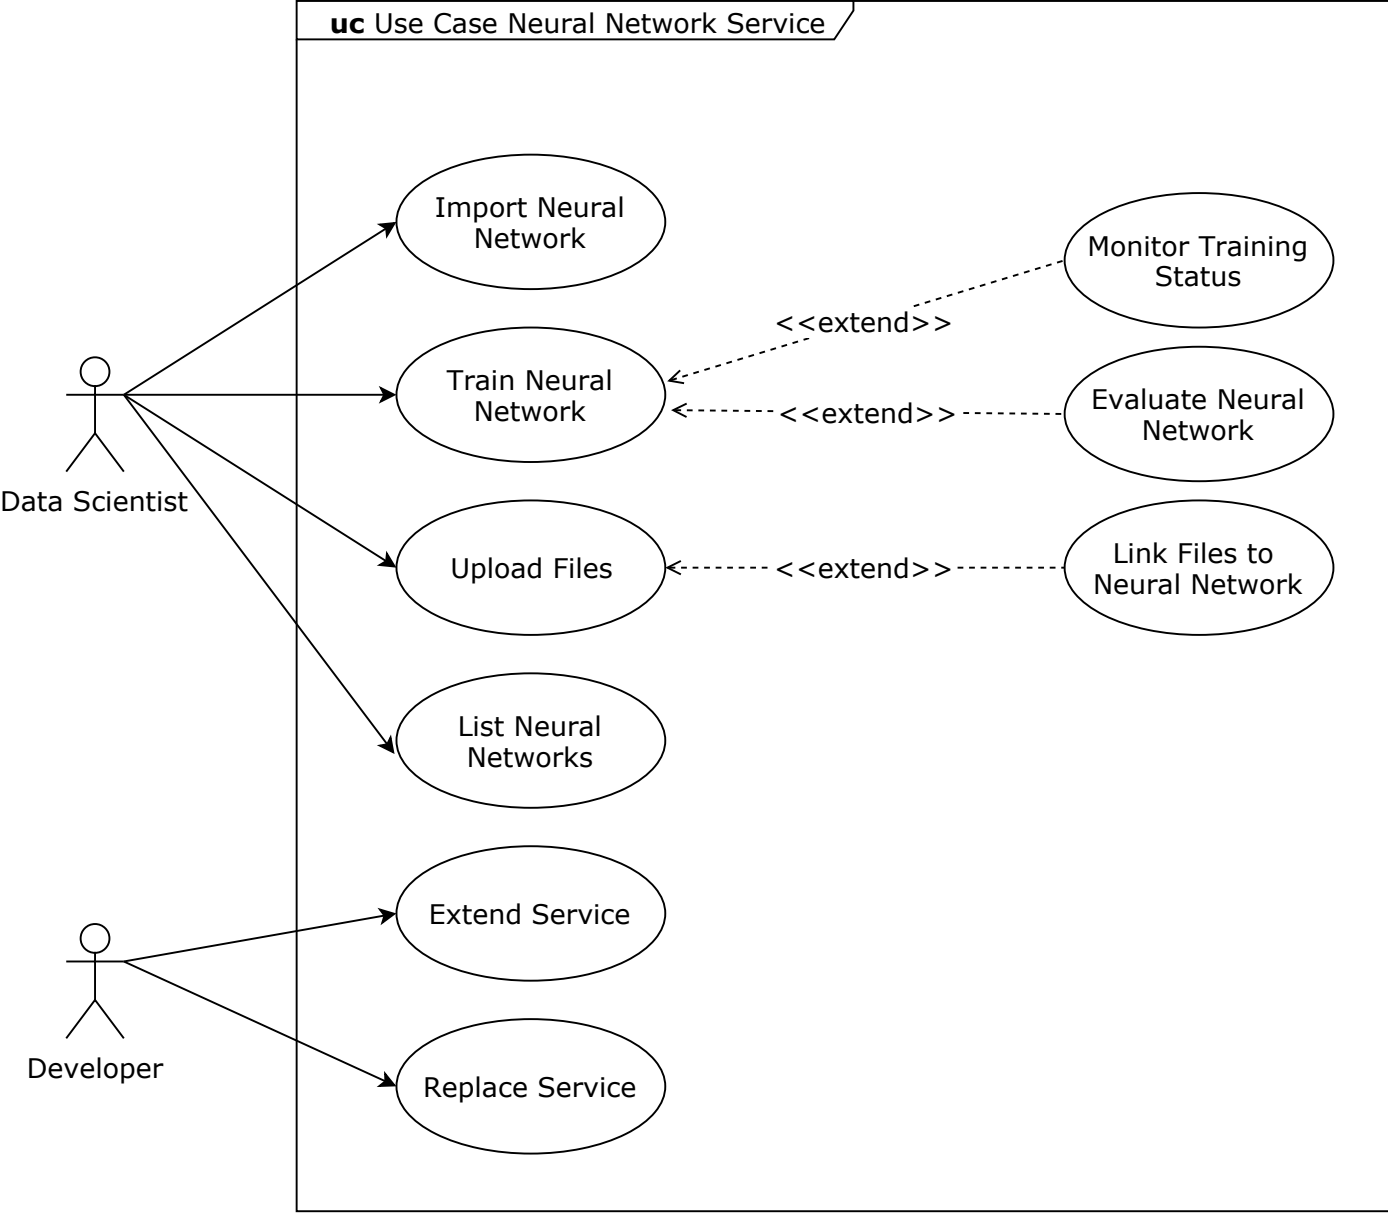 uc Use Case Neural Network Service
Import Neural
Network
Monitor Training
Status
<<extend>>
Train Neural
Network
Evaluate Neural
Network
<<extend>>
Data Scientist
Upload Files
<<extend>>
Link Files to
Neural Network
List Neural
Networks
Extend Service
Developer
Replace Service